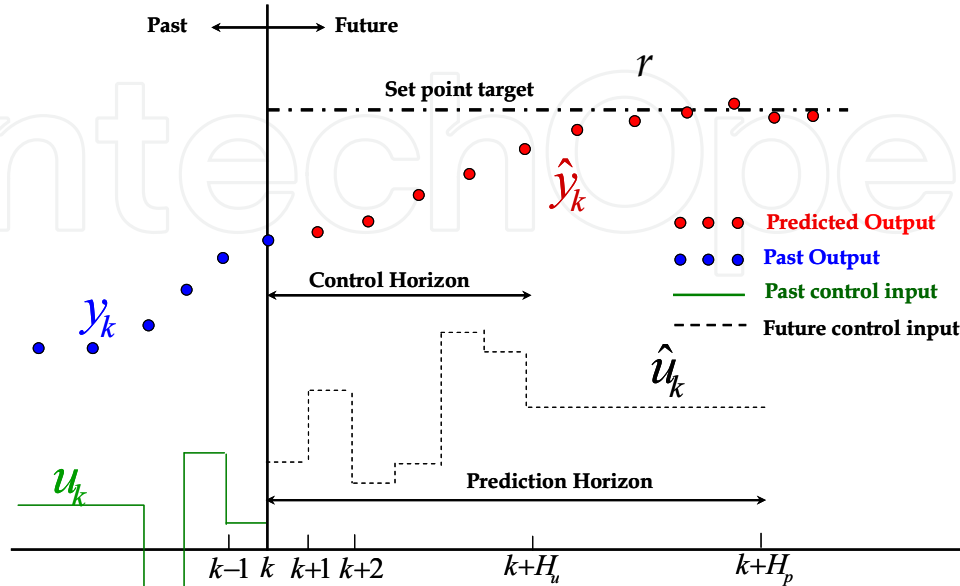 Past
Future
r
Set point target
ŷₖ
Predicted Output
Past Output
Control Horizon
Past control input
yₖ
Future control input
ûₖ
Prediction Horizon
uₖ
k−1 k k+1 k+2 k+Hᵤ k+Hₚ
ntechOpe